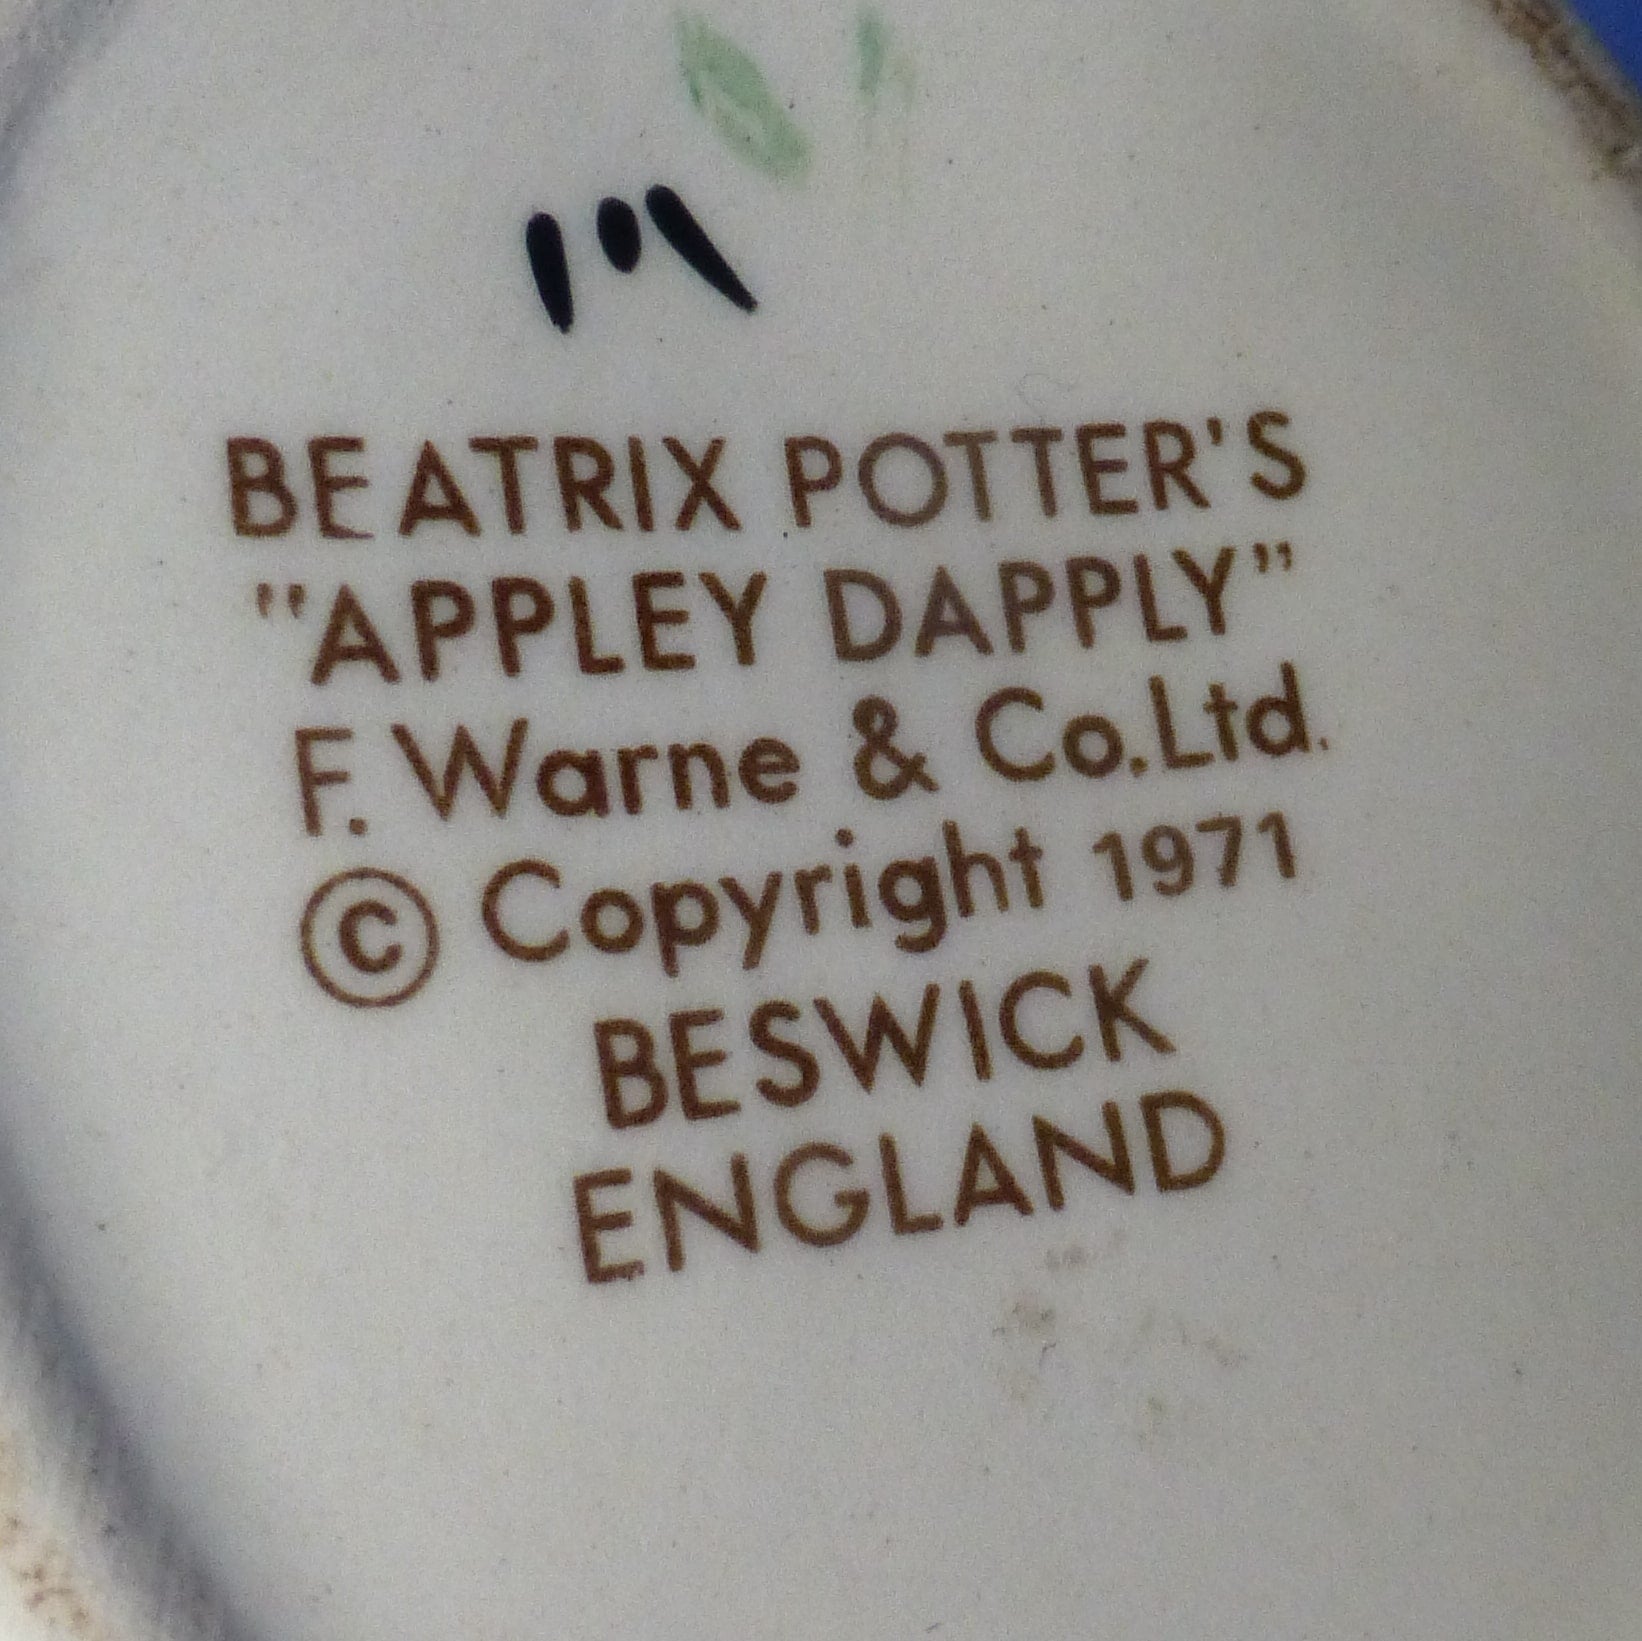 BEATRIX POTTER'S
"APPLEY DAPPLY"
F. Warne & Co.Ltd.
© Copyright 1971
BESWICK
ENGLAND